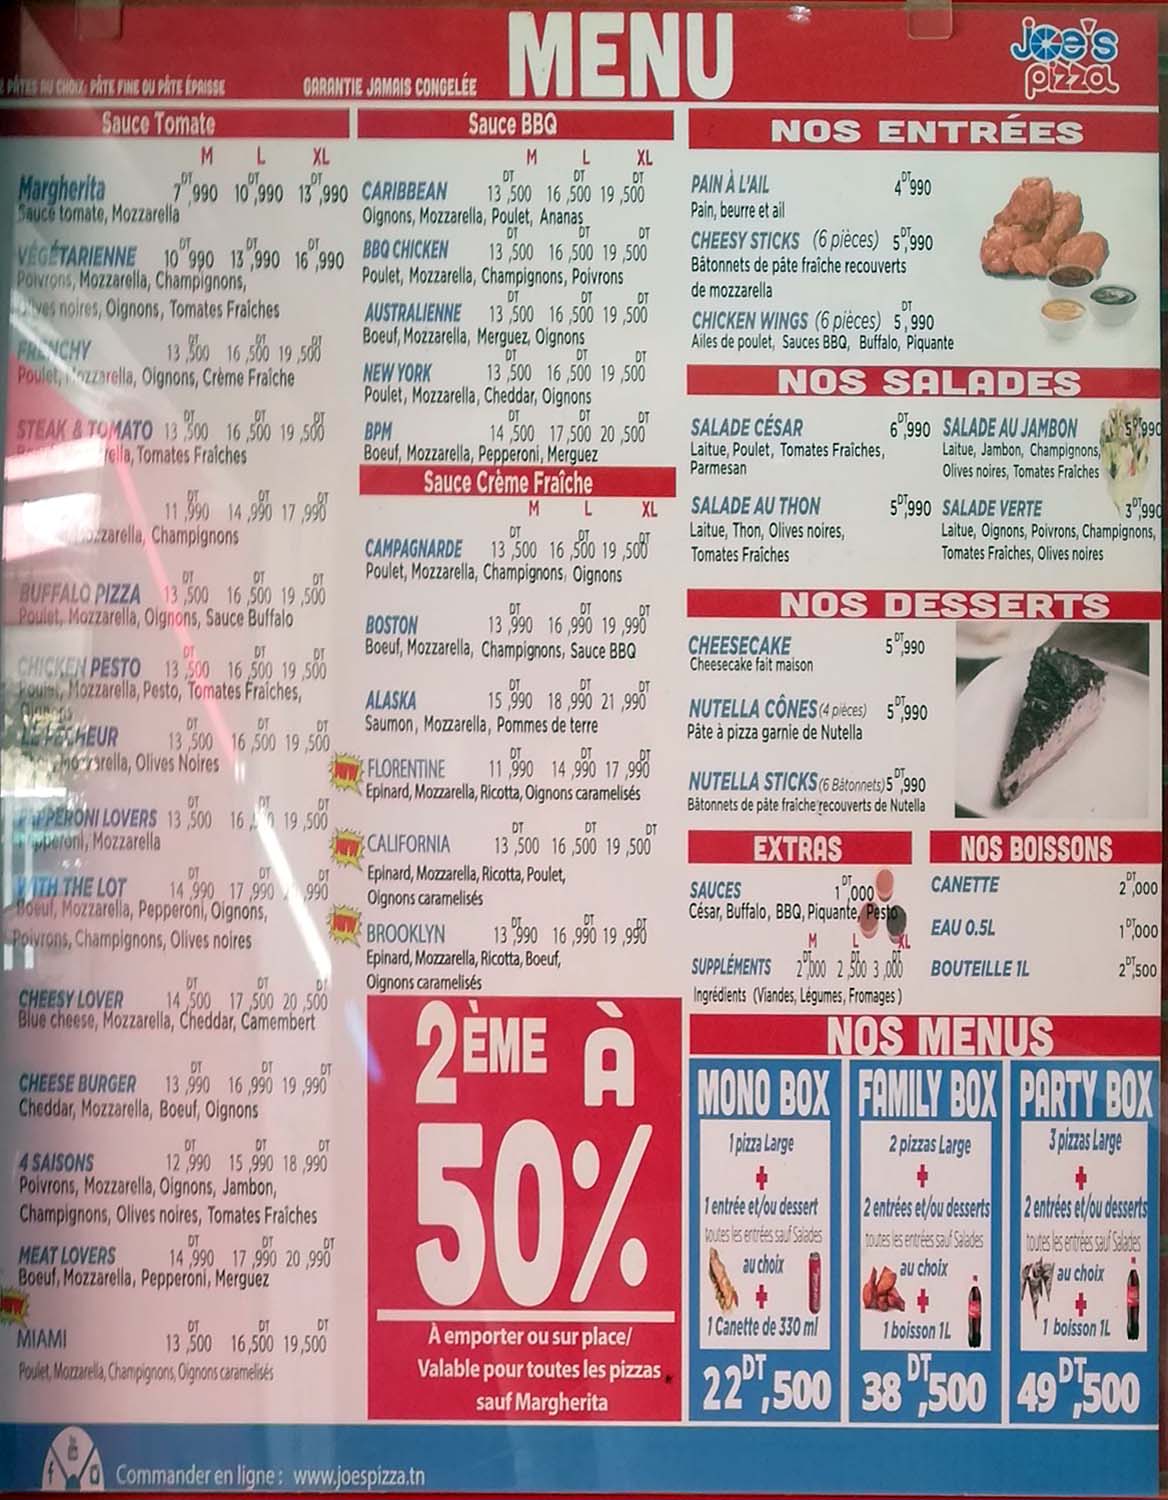 MENU
joe's
pizza
PÂTES AU CHOIX: PÂTE FINE OU PÂTE ÉPAISSE
GARANTIE JAMAIS CONGELÉE
Sauce Tomate
M L XL
Margherita 7DT,990 10DT,990 13DT,990
Sauce tomate, Mozzarella
VÉGÉTARIENNE 10DT,990 13DT,990 16DT,990
Poivrons, Mozzarella, Champignons,
Olives noires, Oignons, Tomates Fraîches
FRENCHY 13DT,500 16DT,500 19DT,500
Poulet, Mozzarella, Oignons, Crème Fraîche
STEAK & TOMATO 13DT,500 16DT,500 19DT,500
Tomates Fraîches
11DT,990 14DT,990 17DT,990
Mozzarella, Champignons
BUFFALO PIZZA 13DT,500 16DT,500 19DT,500
Poulet, Mozzarella, Oignons, Sauce Buffalo
CHICKEN PESTO 13DT,500 16DT,500 19DT,500
Poulet, Mozzarella, Pesto, Tomates Fraîches,
Oignons
LE PÊCHEUR 13DT,500 16DT,500 19DT,500
Mozzarella, Olives Noires
PEPPERONI LOVERS 13DT,500 16DT, 19DT,500
Pepperoni, Mozzarella
WITH THE LOT 14DT,990 17DT,990 DT,990
Boeuf, Mozzarella, Pepperoni, Oignons,
Poivrons, Champignons, Olives noires
CHEESY LOVER 14DT,500 17DT,500 20DT,500
Blue cheese, Mozzarella, Cheddar, Camembert
CHEESE BURGER 13DT,990 16DT,990 19DT,990
Cheddar, Mozzarella, Boeuf, Oignons
4 SAISONS 12DT,990 15DT,990 18DT,990
Poivrons, Mozzarella, Oignons, Jambon,
Champignons, Olives noires, Tomates Fraîches
MEAT LOVERS 14DT,990 17DT,990 20DT,990
Boeuf, Mozzarella, Pepperoni, Merguez
NEW
MIAMI 13DT,500 16DT,500 19DT,500
Poulet, Mozzarella, Champignons, Oignons caramelisés
Sauce BBQ
M L XL
CARIBBEAN 13DT,500 16DT,500 19DT,500
Oignons, Mozzarella, Poulet, Ananas
BBQ CHICKEN 13DT,500 16DT,500 19DT,500
Poulet, Mozzarella, Champignons, Poivrons
AUSTRALIENNE 13DT,500 16DT,500 19DT,500
Boeuf, Mozzarella, Merguez, Oignons
NEW YORK 13DT,500 16DT,500 19DT,500
Poulet, Mozzarella, Cheddar, Oignons
BPM 14DT,500 17DT,500 20DT,500
Boeuf, Mozzarella, Pepperoni, Merguez
Sauce Crème Fraîche
M L XL
CAMPAGNARDE 13DT,500 16DT,500 19DT,500
Poulet, Mozzarella, Champignons, Oignons
BOSTON 13DT,990 16DT,990 19DT,990
Boeuf, Mozzarella, Champignons, Sauce BBQ
ALASKA 15DT,990 18DT,990 21DT,990
Saumon, Mozzarella, Pommes de terre
NEW FLORENTINE 11DT,990 14DT,990 17DT,990
Epinard, Mozzarella, Ricotta, Oignons caramelisés
NEW CALIFORNIA 13DT,500 16DT,500 19DT,500
Epinard, Mozzarella, Ricotta, Poulet,
Oignons caramelisés
NEW BROOKLYN 13DT,990 16DT,990 19DT,990
Epinard, Mozzarella, Ricotta, Boeuf,
Oignons caramelisés
2ÈME À
50%
À emporter ou sur place/
Valable pour toutes les pizzas
sauf Margherita
NOS ENTRÉES
PAIN À L'AIL 4DT,990
Pain, beurre et ail
CHEESY STICKS (6 pièces) 5DT,990
Bâtonnets de pâte fraîche recouverts
de mozzarella
CHICKEN WINGS (6 pièces) 5DT,990
Ailes de poulet, Sauces BBQ, Buffalo, Piquante
NOS SALADES
SALADE CÉSAR 6DT,990
Laitue, Poulet, Tomates Fraîches,
Parmesan
SALADE AU JAMBON 5DT,990
Laitue, Jambon, Champignons,
Olives noires, Tomates Fraîches
SALADE AU THON 5DT,990
Laitue, Thon, Olives noires,
Tomates Fraîches
SALADE VERTE 3DT,990
Laitue, Oignons, Poivrons, Champignons,
Tomates Fraîches, Olives noires
NOS DESSERTS
CHEESECAKE 5DT,990
Cheesecake fait maison
NUTELLA CÔNES (4 pièces) 5DT,990
Pâte à pizza garnie de Nutella
NUTELLA STICKS (6 Bâtonnets) 5DT,990
Bâtonnets de pâte fraîche recouverts de Nutella
EXTRAS
SAUCES 1DT,000
César, Buffalo, BBQ, Piquante, Pesto
M L XL
SUPPLÉMENTS 2DT,000 2DT,500 3DT,000
Ingrédients (Viandes, Légumes, Fromages)
NOS BOISSONS
CANETTE 2DT,000
EAU 0.5L 1DT,000
BOUTEILLE 1L 2DT,500
NOS MENUS
MONO BOX
1 pizza Large
+
1 entrée et/ou dessert
toutes les entrées sauf Salades
au choix
+
1 Canette de 330 ml
22DT,500
FAMILY BOX
2 pizzas Large
+
2 entrées et/ou desserts
toutes les entrées sauf Salades
au choix
+
1 boisson 1L
38DT,500
PARTY BOX
3 pizzas Large
+
2 entrées et/ou desserts
toutes les entrées sauf Salades
au choix
+
1 boisson 1L
49DT,500
Commander en ligne : www.joespizza.tn